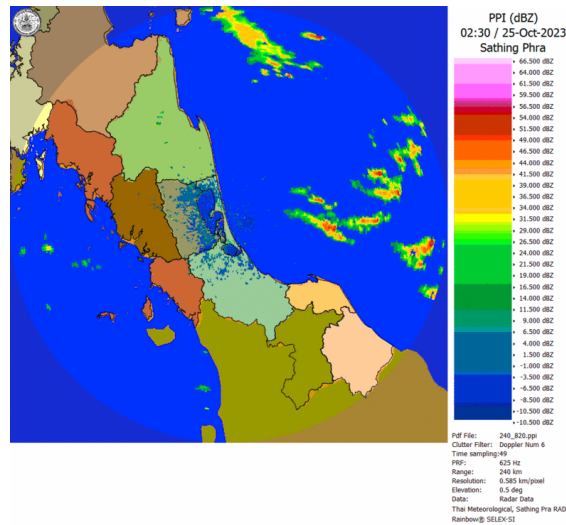 PPI (dBZ)
02:30 / 25-Oct-2023
Sathing Phra
66.500 dBZ
64.000 dBZ
61.500 dBZ
59.500 dBZ
56.500 dBZ
54.000 dBZ
51.500 dBZ
49.000 dBZ
46.500 dBZ
44.000 dBZ
41.500 dBZ
39.000 dBZ
36.500 dBZ
34.000 dBZ
31.500 dBZ
29.000 dBZ
26.500 dBZ
24.000 dBZ
21.500 dBZ
19.000 dBZ
16.500 dBZ
14.000 dBZ
11.500 dBZ
9.000 dBZ
6.500 dBZ
4.000 dBZ
1.500 dBZ
-1.000 dBZ
-3.500 dBZ
-6.500 dBZ
-8.500 dBZ
-10.500 dBZ
-10.500 dBZ
Pdf File: 240_820.ppi
Clutter Filter: Doppler Num 6
Time sampling:49
PRF: 625 Hz
Range: 240 km
Resolution: 0.585 km/pixel
Elevation: 0.5 deg
Data: Radar Data
Thai Meteorological, Sathing Pra RAD
Rainbow® SELEX-SI